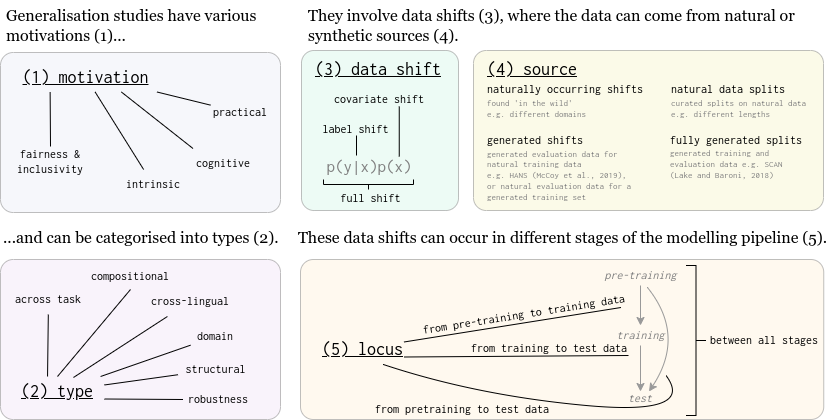 Generalisation studies have various
motivations (1)...
They involve data shifts (3), where the data can come from natural or
synthetic sources (4).
(1) motivation
practical
cognitive
intrinsic
fairness &
inclusivity
(3) data shift
covariate shift
label shift
p(y|x)p(x)
full shift
(4) source
naturally occurring shifts
found 'in the wild'
e.g. different domains
natural data splits
curated splits on natural data
e.g. different lengths
generated shifts
generated evaluation data for
natural training data
e.g. HANS (McCoy et al., 2019),
or natural evaluation data for a
generated training set
fully generated splits
generated training and
evaluation data e.g. SCAN
(Lake and Baroni, 2018)
...and can be categorised into types (2).
These data shifts can occur in different stages of the modelling pipeline (5).
compositional
across task
cross-lingual
domain
structural
robustness
(2) type
pre-training
from pre-training to training data
training
(5) locus
from training to test data
between all stages
test
from pretraining to test data